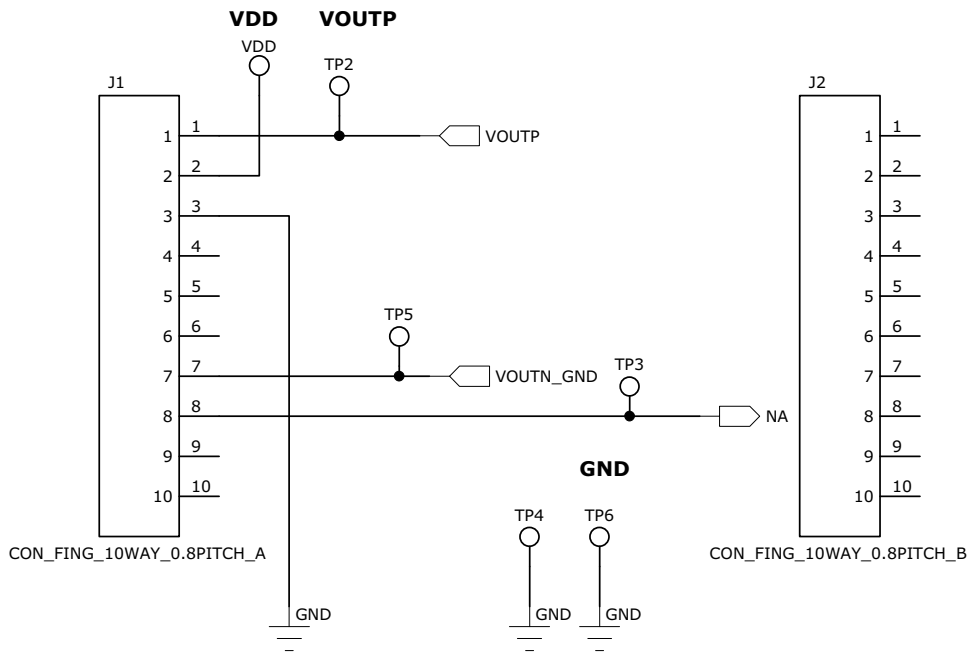 VDD VOUTP
VDD
TP2
J1
J2
1 1
VOUTP
1 1
2 2
2 2
3 3
3 3
4 4
4 4
5 5
5 5
TP5
6 6
6 6
TP3
7 7
VOUTN_GND
7 7
8 8
NA
8 8
9 9
9 9
GND
10 10
10 10
TP4
TP6
CON_FING_10WAY_0.8PITCH_A
CON_FING_10WAY_0.8PITCH_B
GND
GND
GND